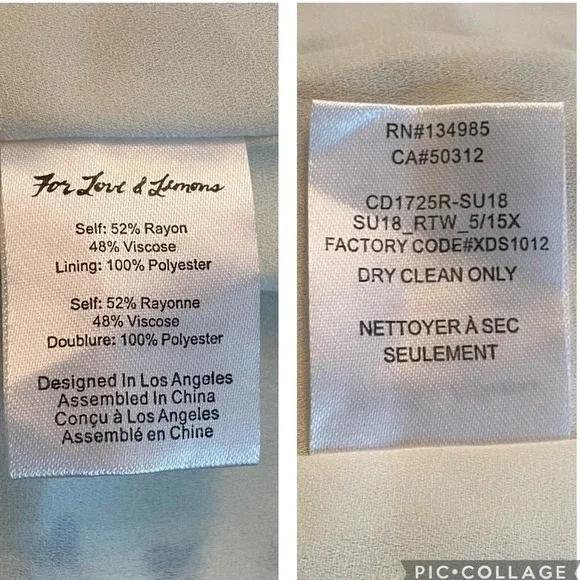 For Love & Lemons
Self: 52% Rayon
48% Viscose
Lining: 100% Polyester
Self: 52% Rayonne
48% Viscose
Doublure: 100% Polyester
Designed In Los Angeles
Assembled In China
Conçu à Los Angeles
Assemblé en Chine
RN#134985
CA#50312
CD1725R-SU18
SU18_RTW_5/15X
FACTORY CODE#XDS1012
DRY CLEAN ONLY
NETTOYER À SEC
SEULEMENT
PIC•COLLAGE